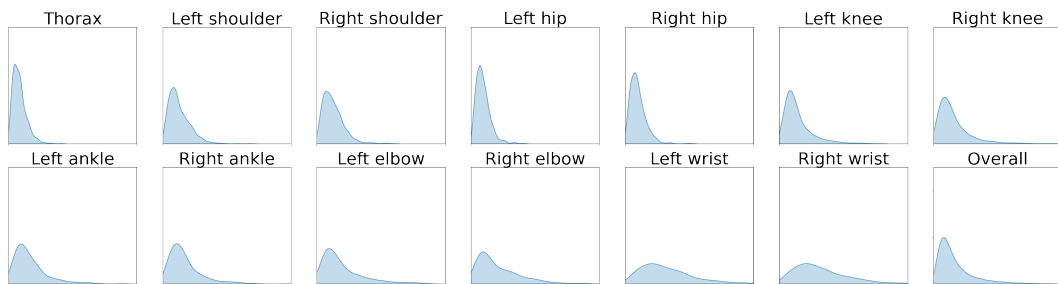 Thorax
Left shoulder
Right shoulder
Left hip
Right hip
Left knee
Right knee
Left ankle
Right ankle
Left elbow
Right elbow
Left wrist
Right wrist
Overall